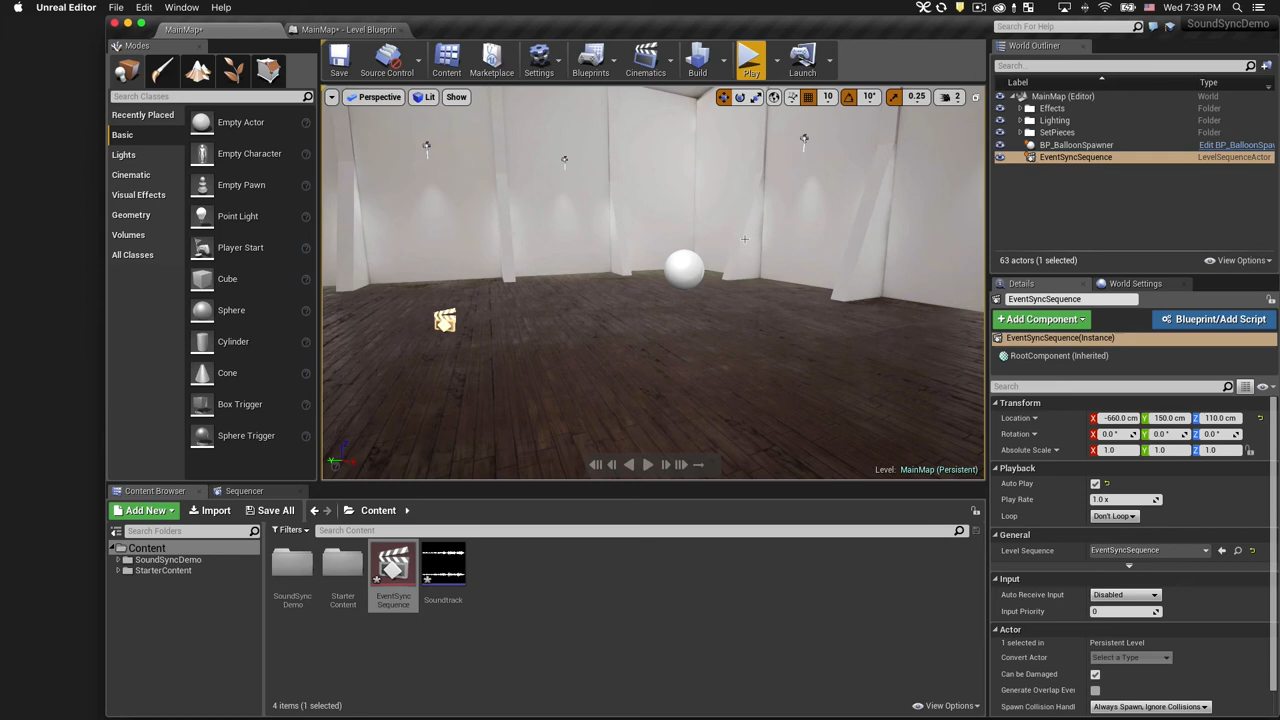 Unreal Editor File Edit Window Help
Wed 7:39 PM
MainMap*
MainMap* - Level Blueprin
Search For Help
SoundSyncDemo
Modes
Search Classes
Recently Placed
Basic
Lights
Cinematic
Visual Effects
Geometry
Volumes
All Classes
Empty Actor
Empty Character
Empty Pawn
Point Light
Player Start
Cube
Sphere
Cylinder
Cone
Box Trigger
Sphere Trigger
Save
Source Control
Content
Marketplace
Settings
Blueprints
Cinematics
Build
Play
Launch
Perspective
Lit
Show
10
10°
0.25
2
Level: MainMap (Persistent)
World Outliner
Search...
Label Type
MainMap (Editor) World
Effects Folder
Lighting Folder
SetPieces Folder
BP_BalloonSpawner Edit BP_BalloonSpav
EventSyncSequence LevelSequenceActor
63 actors (1 selected)
View Options
Details
World Settings
EventSyncSequence
+ Add Component
Blueprint/Add Script
EventSyncSequence(Instance)
RootComponent (Inherited)
Search
Transform
Location X -660.0 cm Y 150.0 cm Z 110.0 cm
Rotation X 0.0 ° Y 0.0 ° Z 0.0 °
Absolute Scale X 1.0 Y 1.0 Z 1.0
Playback
Auto Play
Play Rate 1.0 x
Loop Don't Loop
General
Level Sequence EventSyncSequence
Input
Auto Receive Input Disabled
Input Priority 0
Actor
1 selected in Persistent Level
Convert Actor Select a Type
Can be Damaged
Generate Overlap Eve
Spawn Collision Handl Always Spawn, Ignore Collisions
Content Browser
Sequencer
Add New
Import
Save All
Content
Search Folders
Filters
Search Content
Content
SoundSyncDemo
StarterContent
SoundSync
Demo
Starter
Content
EventSync
Sequence
Soundtrack
4 items (1 selected)
View Options